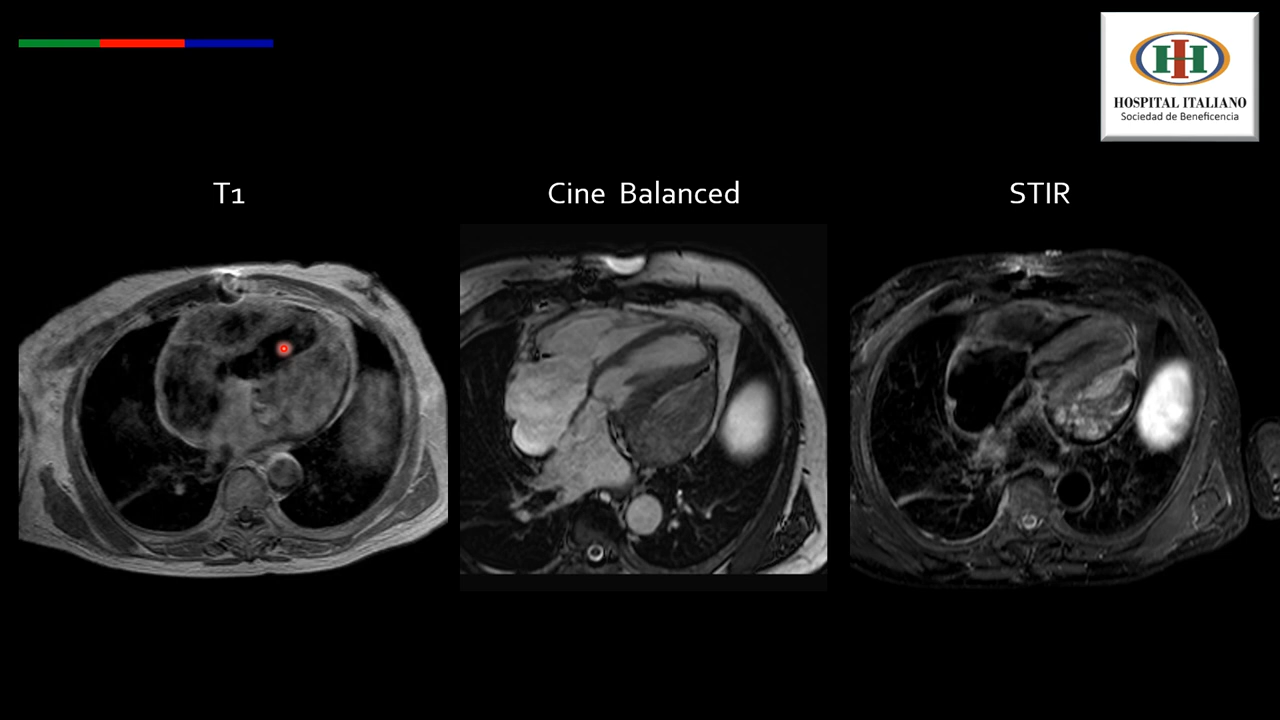 HOSPITAL ITALIANO
Sociedad de Beneficencia
T1
Cine Balanced
STIR